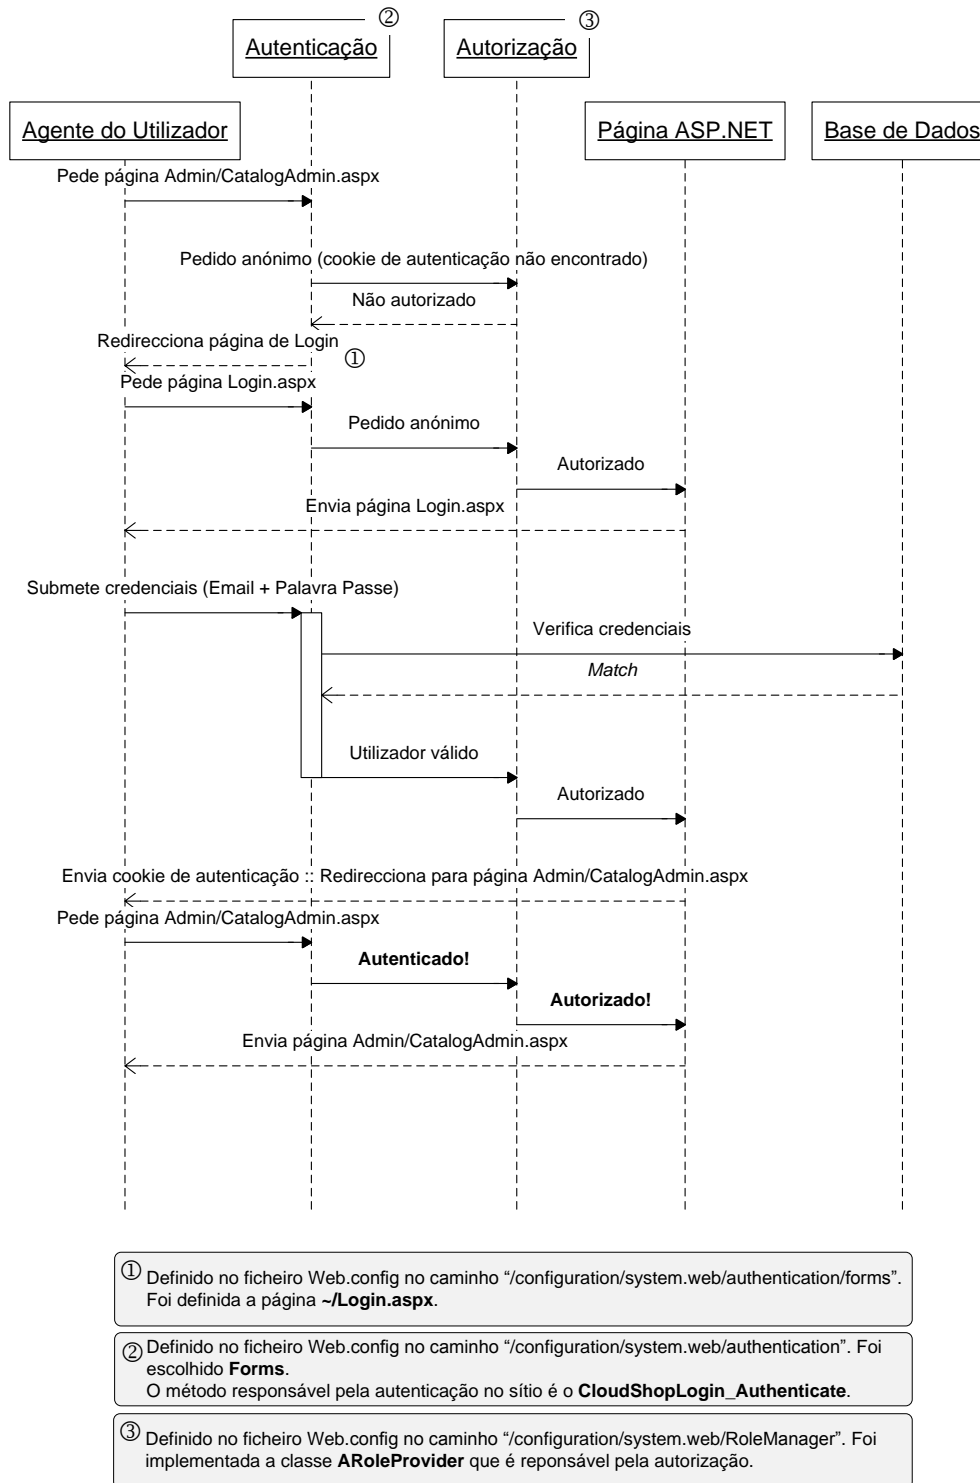 ②
③
Autenticação
Autorização
Agente do Utilizador
Página ASP.NET
Base de Dados
Pede página Admin/CatalogAdmin.aspx
Pedido anónimo (cookie de autenticação não encontrado)
Não autorizado
Redirecciona página de Login
①
Pede página Login.aspx
Pedido anónimo
Autorizado
Envia página Login.aspx
Submete credenciais (Email + Palavra Passe)
Verifica credenciais
Match
Utilizador válido
Autorizado
Envia cookie de autenticação :: Redirecciona para página Admin/CatalogAdmin.aspx
Pede página Admin/CatalogAdmin.aspx
Autenticado!
Autorizado!
Envia página Admin/CatalogAdmin.aspx
① Definido no ficheiro Web.config no caminho “/configuration/system.web/authentication/forms”.
Foi definida a página ~/Login.aspx.
② Definido no ficheiro Web.config no caminho “/configuration/system.web/authentication”. Foi
escolhido Forms.
O método responsável pela autenticação no sítio é o CloudShopLogin_Authenticate.
③ Definido no ficheiro Web.config no caminho “/configuration/system.web/RoleManager”. Foi
implementada a classe ARoleProvider que é reponsável pela autorização.